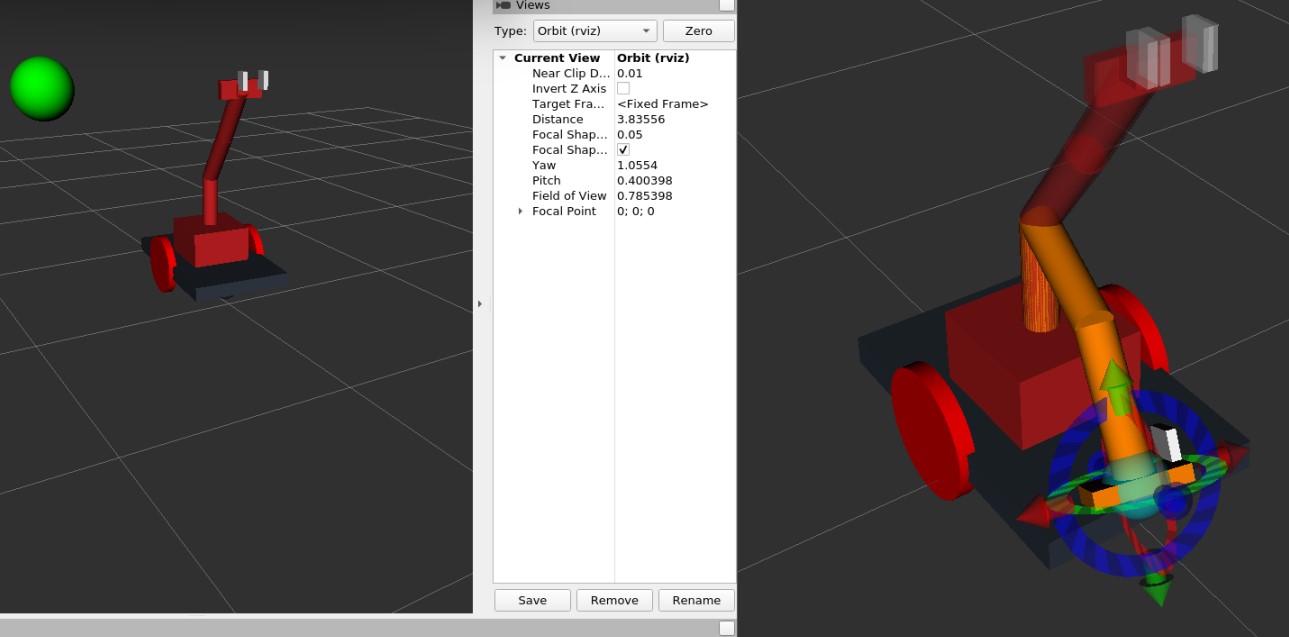 Views
Type: Orbit (rviz) Zero
Current View Orbit (rviz)
Near Clip D... 0.01
Invert Z Axis
Target Fra... <Fixed Frame>
Distance 3.83556
Focal Shap... 0.05
Focal Shap...
Yaw 1.0554
Pitch 0.400398
Field of View 0.785398
Focal Point 0; 0; 0
Save Remove Rename